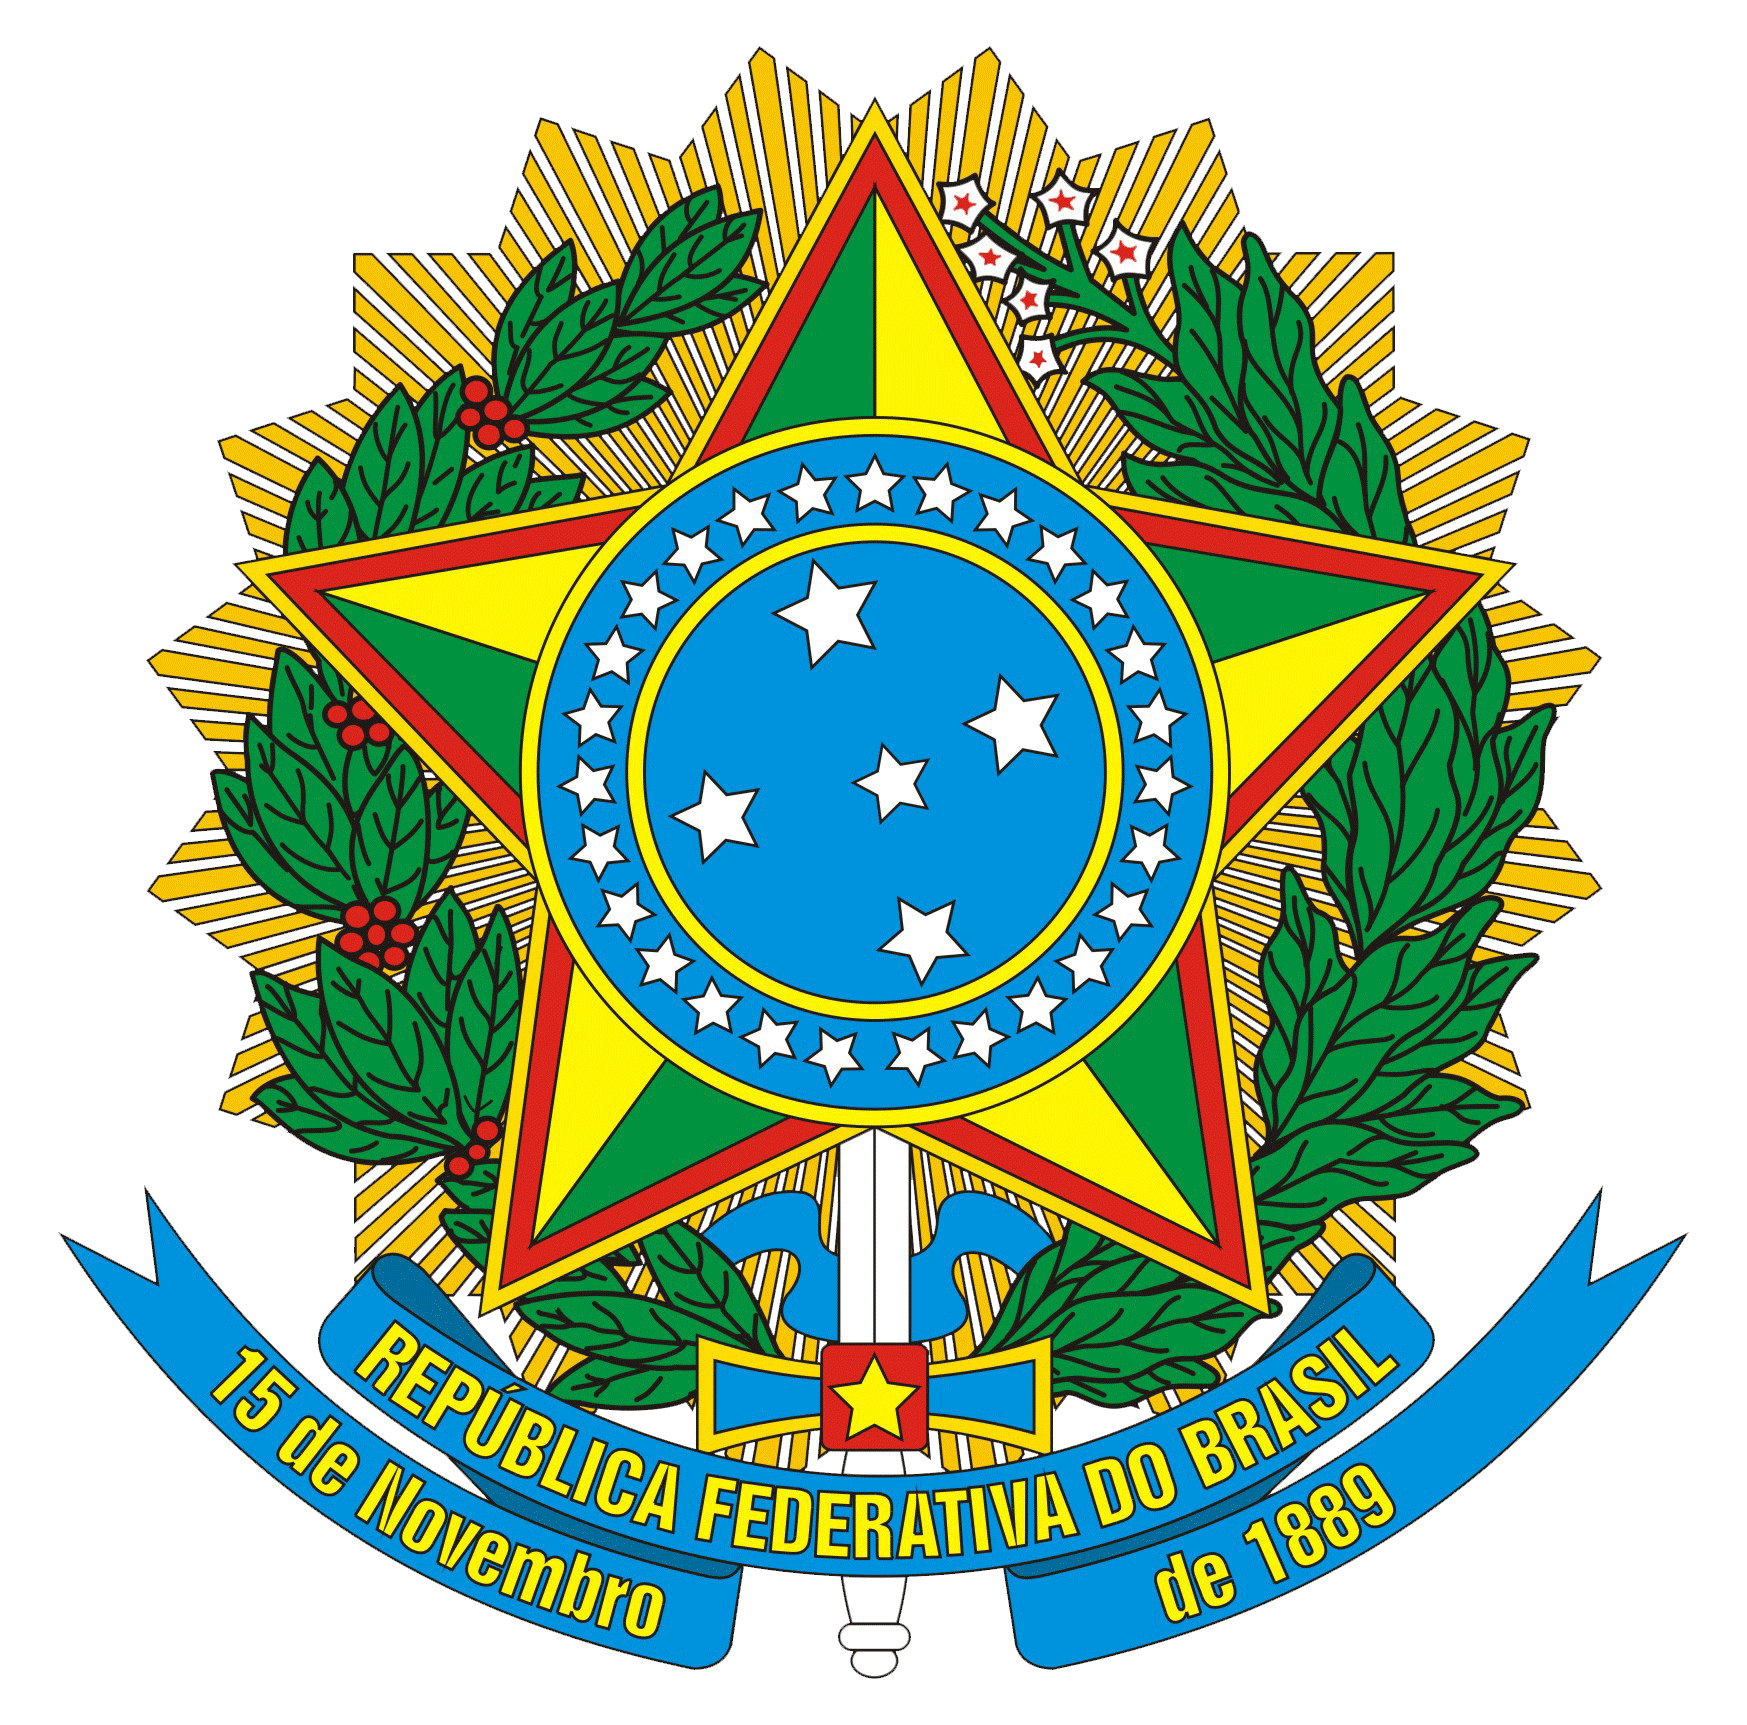 REPÚBLICA FEDERATIVA DO BRASIL
15 de Novembro
de 1889